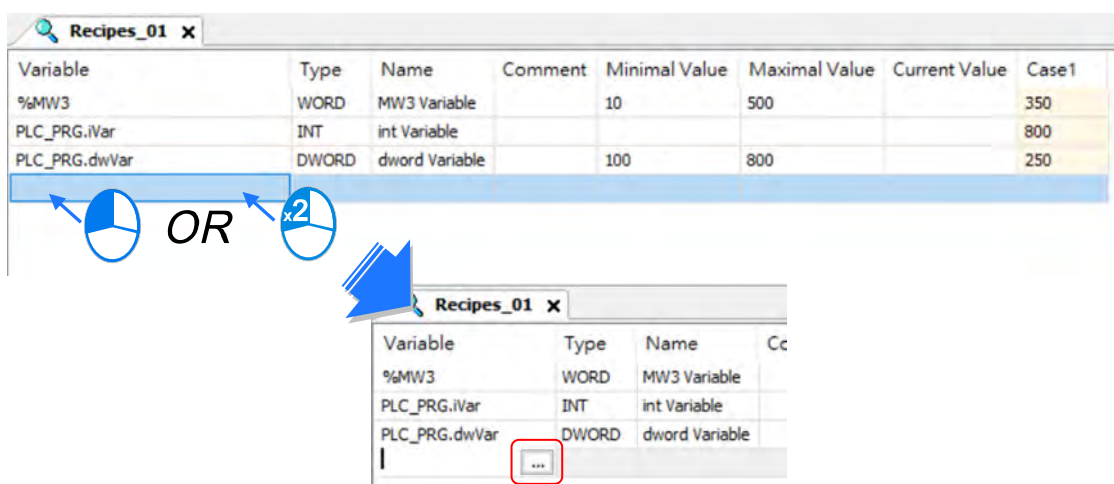 Recipes_01 x
Variable Type Name Comment Minimal Value Maximal Value Current Value Case1
%MW3 WORD MW3 Variable 10 500 350
PLC_PRG.iVar INT int Variable 800
PLC_PRG.dwVar DWORD dword Variable 100 800 250
OR x2
Recipes_01 x
Variable Type Name Co
%MW3 WORD MW3 Variable
PLC_PRG.iVar INT int Variable
PLC_PRG.dwVar DWORD dword Variable
...